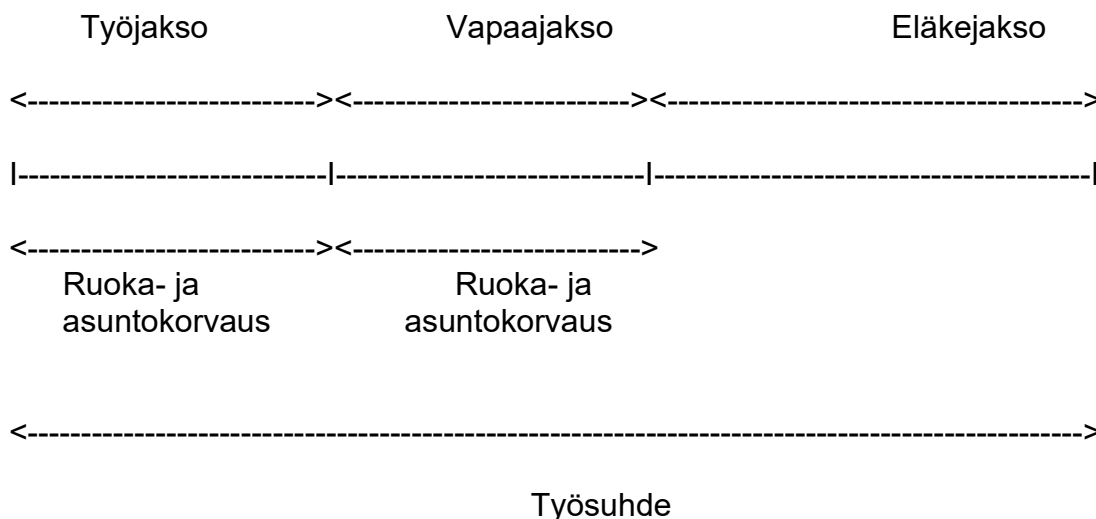 Työjakso Vapaajakso Eläkejakso
<---------------------------><-------------------------><--------------------------------------->
|----------------------------|----------------------------|----------------------------------------|
<---------------------------><--------------------------->
Ruoka- ja Ruoka- ja
asuntokorvaus asuntokorvaus
<------------------------------------------------------------------------------------------------>
Työsuhde